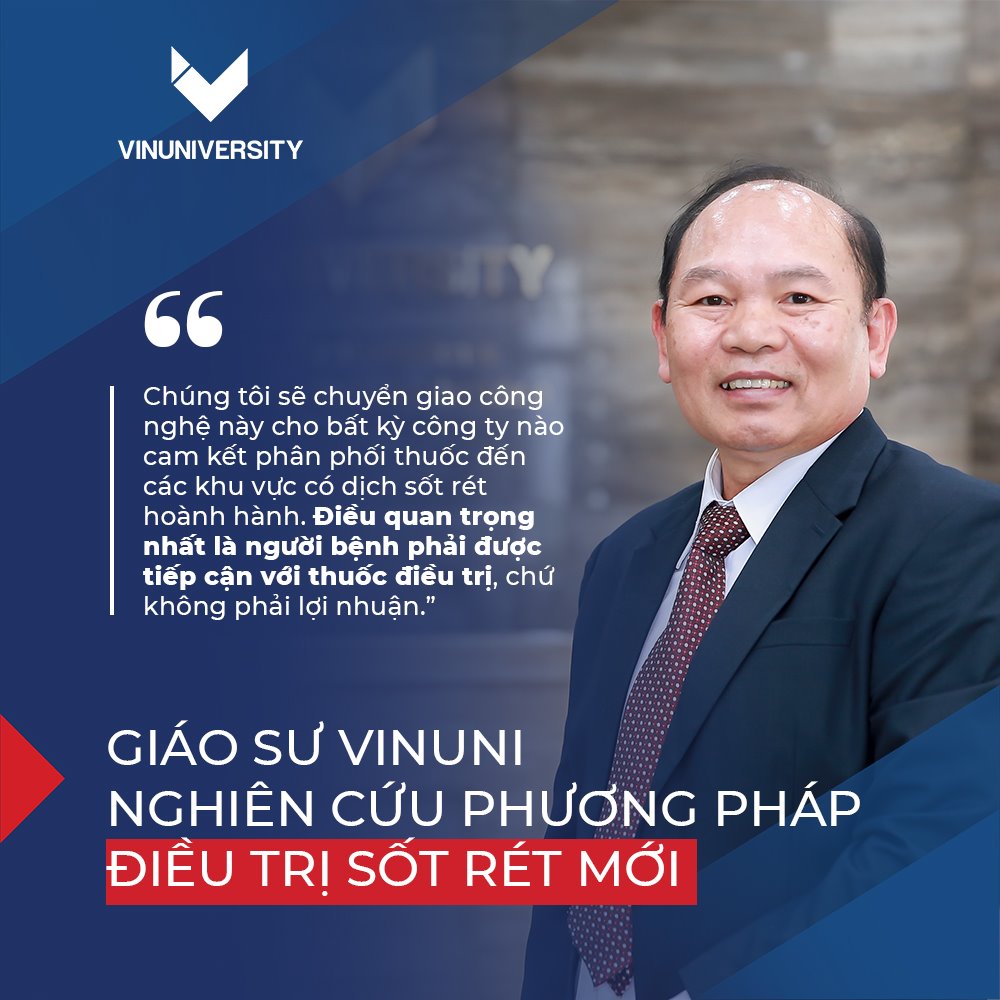 VINUNIVERSITY
VERSITY
“
Chúng tôi sẽ chuyển giao công
nghệ này cho bất kỳ công ty nào
cam kết phân phối thuốc đến
các khu vực có dịch sốt rét
hoành hành. Điều quan trọng
nhất là người bệnh phải được
tiếp cận với thuốc điều trị, chứ
không phải lợi nhuận.”
GIÁO SƯ VINUNI
NGHIÊN CỨU PHƯƠNG PHÁP
ĐIỀU TRỊ SỐT RÉT MỚI